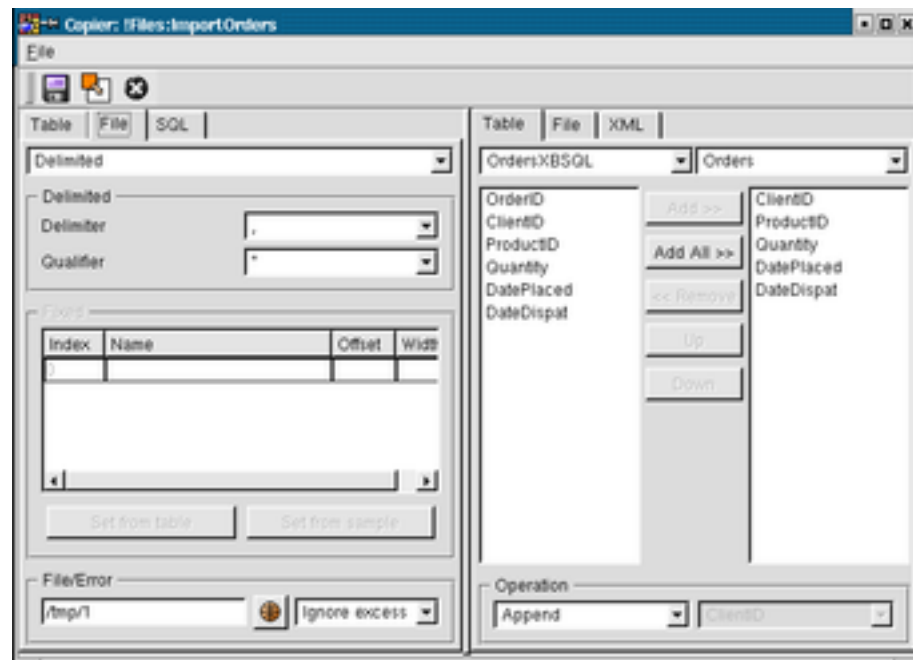 Copier: !Files:ImportOrders
File
Table File SQL
Delimited
Delimited
Delimiter ,
Qualifier "
Fixed
Index Name Offset Width
0
Set from table Set from sample
File/Error
/tmp/1 Ignore excess
Table File XML
OrdersXBSQL Orders
OrderID
ClientID
ProductID
Quantity
DatePlaced
DateDispat
Add >>
Add All >>
<< Remove
Up
Down
ClientID
ProductID
Quantity
DatePlaced
DateDispat
Operation
Append ClientID